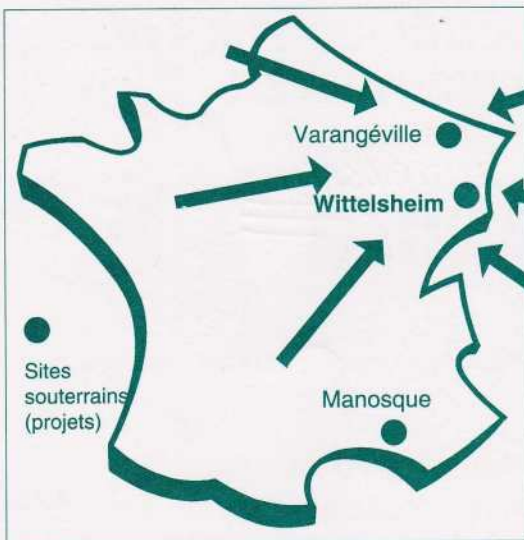 Varangéville
Wittelsheim
Sites
souterrains
(projets)
Manosque